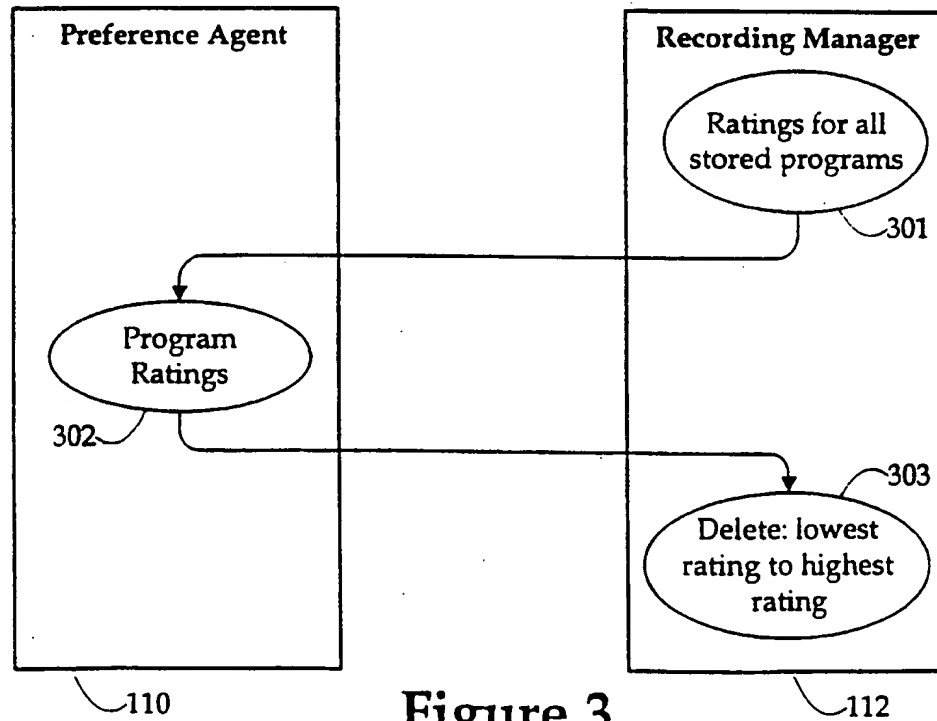 Preference Agent
Recording Manager
Ratings for all
stored programs
301
Program
Ratings
302
303
Delete: lowest
rating to highest
rating
110
112
Figure 3